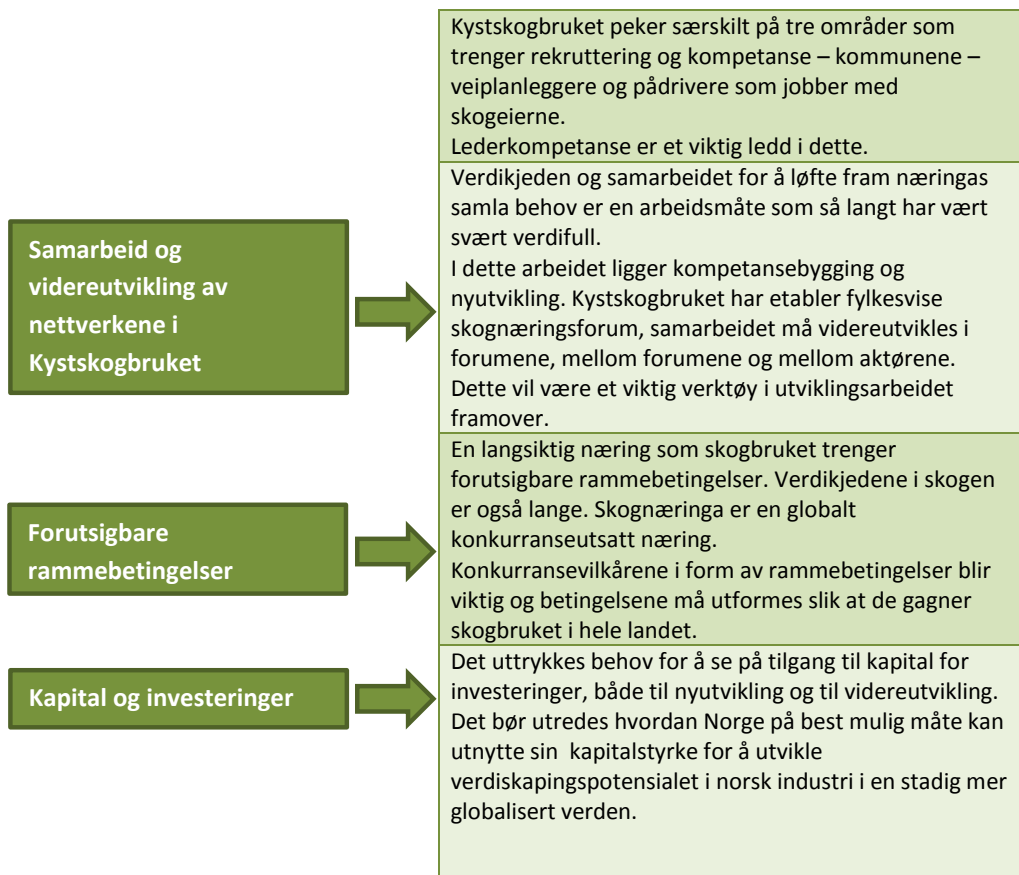 Kystskogbruket peker særskilt på tre områder som
trenger rekruttering og kompetanse – kommunene –
veiplanleggere og pådrivere som jobber med
skogeierne.
Lederkompetanse er et viktig ledd i dette.
Samarbeid og
videreutvikling av
nettverkene i
Kystskogbruket
Verdikjeden og samarbeidet for å løfte fram næringas
samla behov er en arbeidsmåte som så langt har vært
svært verdifull.
I dette arbeidet ligger kompetansebygging og
nyutvikling. Kystskogbruket har etabler fylkesvise
skognæringsforum, samarbeidet må videreutvikles i
forumene, mellom forumene og mellom aktørene.
Dette vil være et viktig verktøy i utviklingsarbeidet
framover.
Forutsigbare
rammebetingelser
En langsiktig næring som skogbruket trenger
forutsigbare rammebetingelser. Verdikjedene i skogen
er også lange. Skognæringa er en globalt
konkurranseutsatt næring.
Konkurransevilkårene i form av rammebetingelser blir
viktig og betingelsene må utformes slik at de gagner
skogbruket i hele landet.
Kapital og investeringer
Det uttrykkes behov for å se på tilgang til kapital for
investeringer, både til nyutvikling og til videreutvikling.
Det bør utredes hvordan Norge på best mulig måte kan
utnytte sin  kapitalstyrke for å utvikle
verdiskapingspotensialet i norsk industri i en stadig mer
globalisert verden.